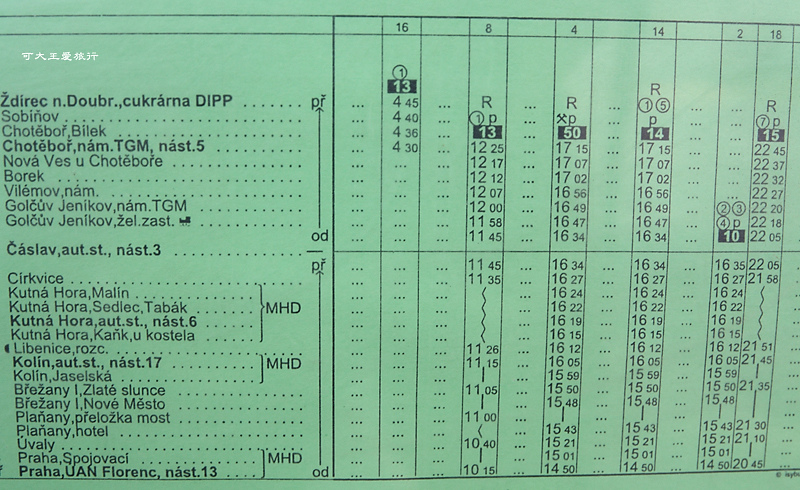 16 8 4 14 2 18
可大王愛旅行
①
13
R
Ždírec n.Doubr.,cukrárna DIPP př ... 4 45 ... R ... R ... ①⑤ ... R
Sobiňov ... 4 40 ... ① p ... ⚒p ... p ... ⑦p
Chotěboř,Bílek ... 4 36 ... 13 ... 50 ... 14 ... 15
Chotěboř,nám.TGM, nást.5 ... 4 30 ... 12 25 ... 17 15 ... 17 15 ... 22 45
Nová Ves u Chotěboře ... 12 17 ... 17 07 ... 17 07 ... 22 37
Borek ... 12 12 ... 17 02 ... 17 02 ... 22 32
Vilémov,nám. ... 12 07 ... 16 56 ... 16 56 ... 22 27
Golčův Jeníkov,nám.TGM ... 12 00 ... 16 49 ... 16 49 ... ②③ 22 20
Golčův Jeníkov,žel.zast. ... 11 58 ... 16 47 ... 16 47 ... ④p 22 18
od ... 11 45 ... 16 34 ... 16 34 ... 10 22 05
Čáslav,aut.st., nást.3
př ... 11 45 ... 16 34 ... 16 34 ... 16 35 22 05
Církvice ... 11 35 ... 16 27 ... 16 27 ... 16 27 21 58
Kutná Hora,Malín ... 16 24 ... 16 24 ... 16 24
Kutná Hora,Sedlec,Tabák MHD ... 16 22 ... 16 22 ... 16 22
Kutná Hora,aut.st., nást.6 ... 16 19 ... 16 19 ... 16 19
Kutná Hora,Kaňk,u kostela ... 16 15 ... 16 15 ... 16 15
Libenice,rozc. ... 11 26 ... 16 12 ... 16 12 ... 16 12 21 51
Kolín,aut.st., nást.17 MHD ... 11 15 ... 16 05 ... 16 05 ... 16 05 21 45
Kolín,Jaselská ... 15 59 ... 15 59 ... 15 59
Břežany I,Zlaté slunce ... 11 05 ... 15 50 ... 15 50 ... 15 50 21 35
Břežany I,Nové Město ... 15 48 ... 15 48 ... 15 48
Plaňany,přeložka most ... 11 00
Plaňany,hotel ... 15 43 ... 15 43 ... 15 43 21 30
Úvaly ... 10 40 ... 15 21 ... 15 21 ... 15 21 21 10
Praha,Spojovací MHD ... 15 01 ... 15 01 ... 15 01
Praha,ÚAN Florenc, nást.13 od ... 10 15 ... 14 50 ... 14 50 ... 14 50 20 45